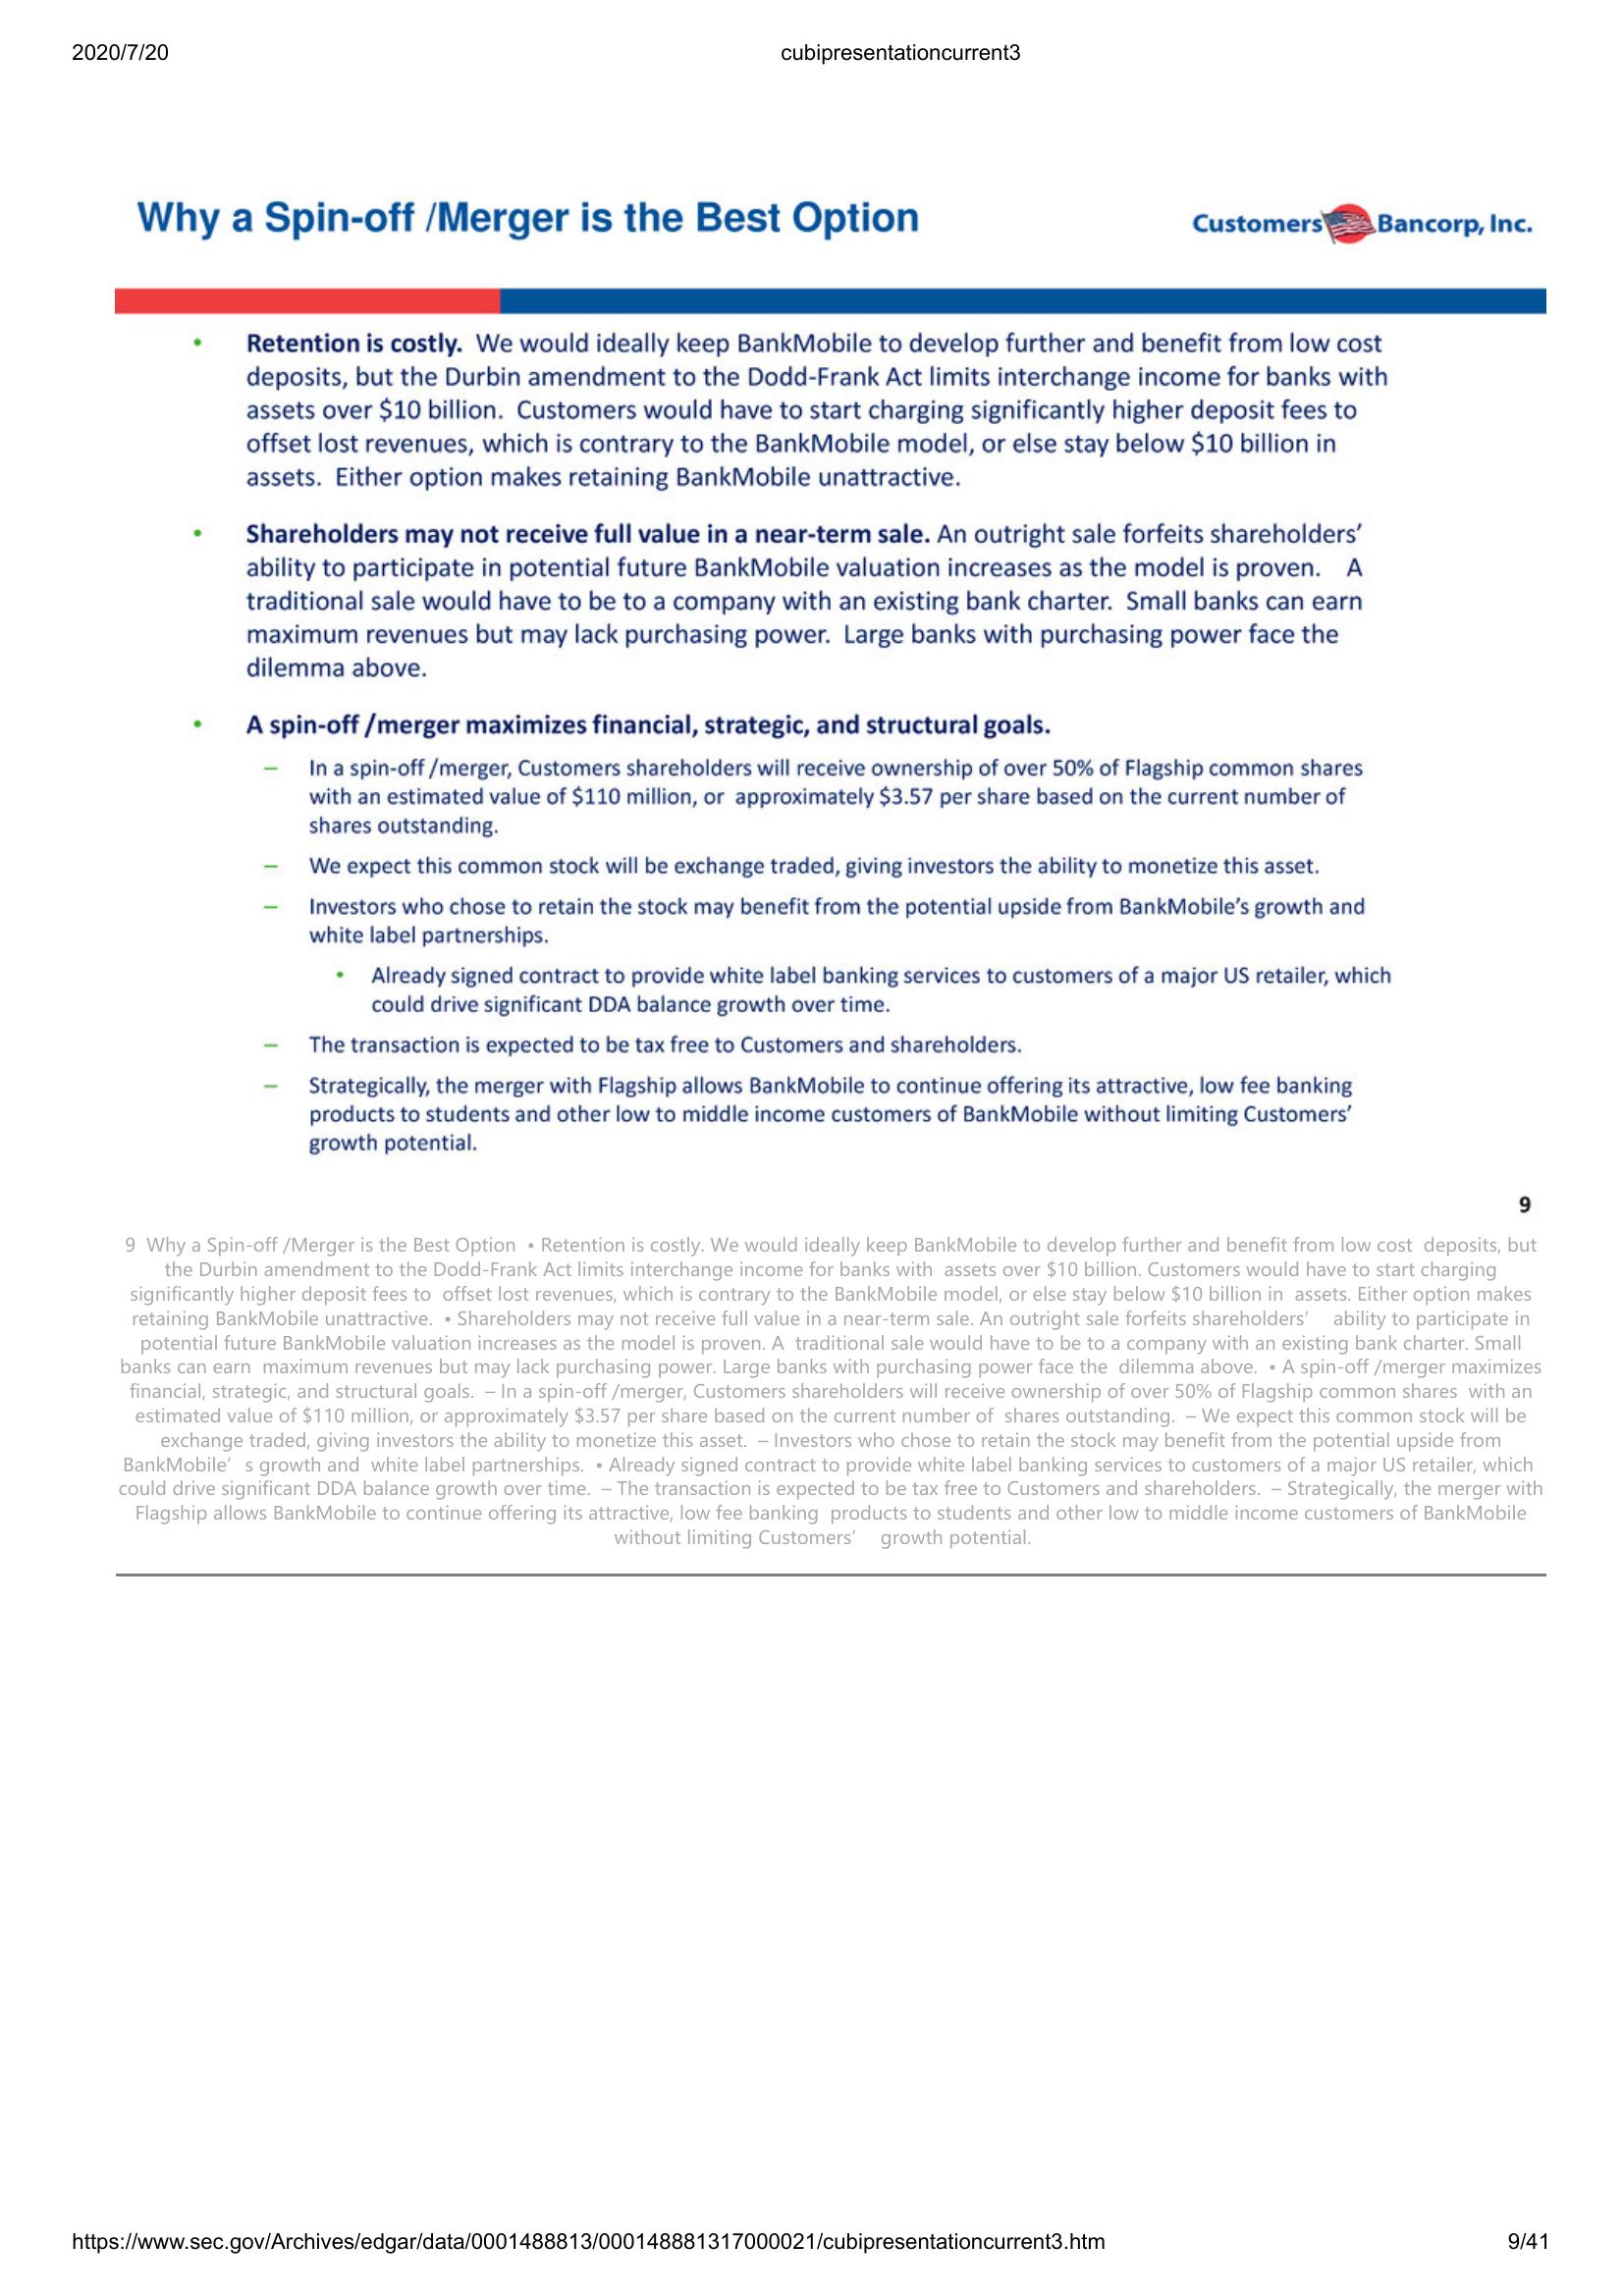 2020/7/20 cubipresentationcurrent3
Why a Spin-off /Merger is the Best Option
Customers Bancorp, Inc.
• Retention is costly. We would ideally keep BankMobile to develop further and benefit from low cost
deposits, but the Durbin amendment to the Dodd-Frank Act limits interchange income for banks with
assets over $10 billion. Customers would have to start charging significantly higher deposit fees to
offset lost revenues, which is contrary to the BankMobile model, or else stay below $10 billion in
assets. Either option makes retaining BankMobile unattractive.
• Shareholders may not receive full value in a near-term sale. An outright sale forfeits shareholders’
ability to participate in potential future BankMobile valuation increases as the model is proven. A
traditional sale would have to be to a company with an existing bank charter. Small banks can earn
maximum revenues but may lack purchasing power. Large banks with purchasing power face the
dilemma above.
• A spin-off /merger maximizes financial, strategic, and structural goals.
– In a spin-off /merger, Customers shareholders will receive ownership of over 50% of Flagship common shares
with an estimated value of $110 million, or approximately $3.57 per share based on the current number of
shares outstanding.
– We expect this common stock will be exchange traded, giving investors the ability to monetize this asset.
– Investors who chose to retain the stock may benefit from the potential upside from BankMobile’s growth and
white label partnerships.
• Already signed contract to provide white label banking services to customers of a major US retailer, which
could drive significant DDA balance growth over time.
– The transaction is expected to be tax free to Customers and shareholders.
– Strategically, the merger with Flagship allows BankMobile to continue offering its attractive, low fee banking
products to students and other low to middle income customers of BankMobile without limiting Customers’
growth potential.
9
9 Why a Spin-off /Merger is the Best Option • Retention is costly. We would ideally keep BankMobile to develop further and benefit from low cost deposits, but
the Durbin amendment to the Dodd-Frank Act limits interchange income for banks with assets over $10 billion. Customers would have to start charging
significantly higher deposit fees to offset lost revenues, which is contrary to the BankMobile model, or else stay below $10 billion in assets. Either option makes
retaining BankMobile unattractive. • Shareholders may not receive full value in a near-term sale. An outright sale forfeits shareholders’ ability to participate in
potential future BankMobile valuation increases as the model is proven. A traditional sale would have to be to a company with an existing bank charter. Small
banks can earn maximum revenues but may lack purchasing power. Large banks with purchasing power face the dilemma above. • A spin-off /merger maximizes
financial, strategic, and structural goals. – In a spin-off /merger, Customers shareholders will receive ownership of over 50% of Flagship common shares with an
estimated value of $110 million, or approximately $3.57 per share based on the current number of shares outstanding. – We expect this common stock will be
exchange traded, giving investors the ability to monetize this asset. – Investors who chose to retain the stock may benefit from the potential upside from
BankMobile’ s growth and white label partnerships. • Already signed contract to provide white label banking services to customers of a major US retailer, which
could drive significant DDA balance growth over time. – The transaction is expected to be tax free to Customers and shareholders. – Strategically, the merger with
Flagship allows BankMobile to continue offering its attractive, low fee banking products to students and other low to middle income customers of BankMobile
without limiting Customers’ growth potential.
https://www.sec.gov/Archives/edgar/data/0001488813/000148881317000021/cubipresentationcurrent3.htm 9/41